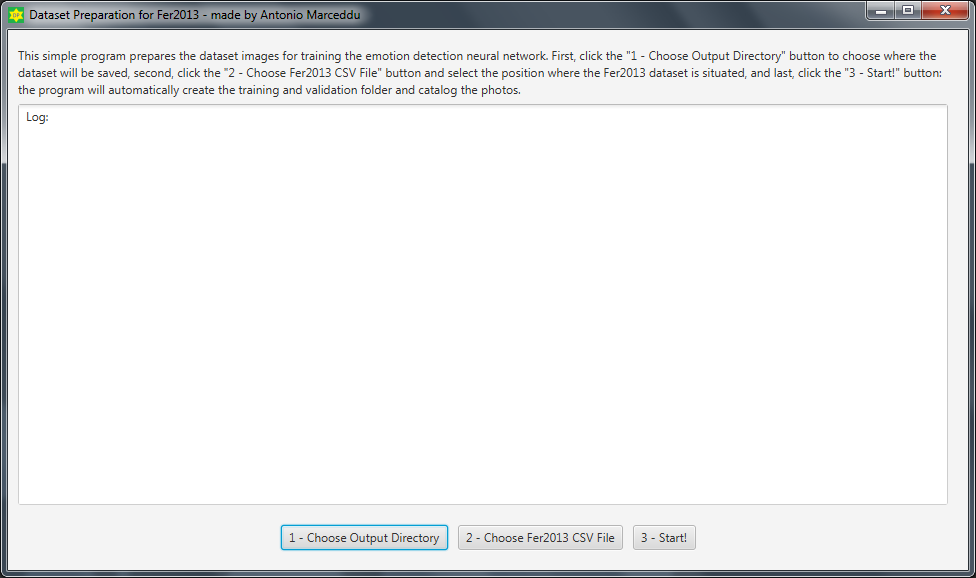 Dataset Preparation for Fer2013 - made by Antonio Marceddu
This simple program prepares the dataset images for training the emotion detection neural network. First, click the "1 - Choose Output Directory" button to choose where the
dataset will be saved, second, click the "2 - Choose Fer2013 CSV File" button and select the position where the Fer2013 dataset is situated, and last, click the "3 - Start!" button:
the program will automatically create the training and validation folder and catalog the photos.
Log:
1 - Choose Output Directory 2 - Choose Fer2013 CSV File 3 - Start!